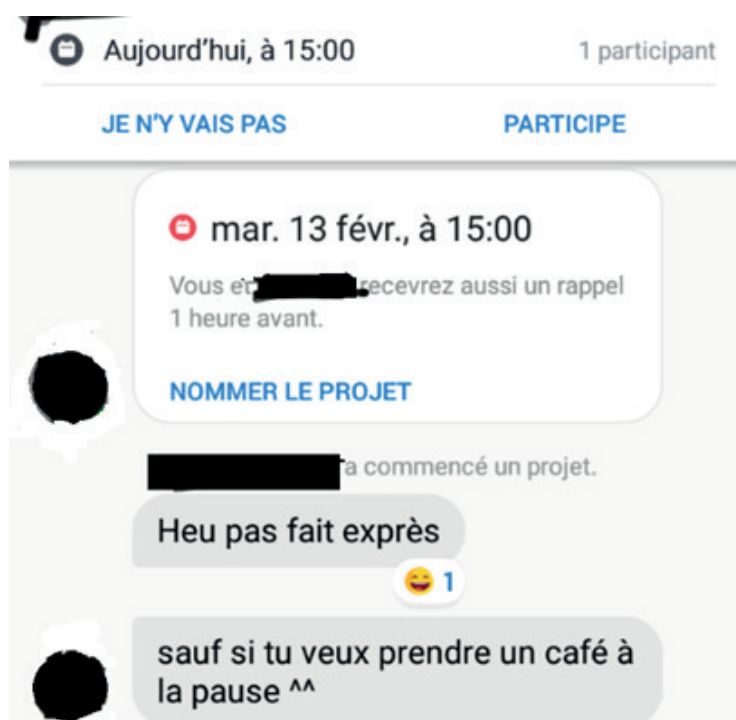 Aujourd'hui, à 15:00 1 participant
JE N'Y VAIS PAS PARTICIPE
mar. 13 févr., à 15:00
Vous et recevrez aussi un rappel
1 heure avant.
NOMMER LE PROJET
a commencé un projet.
Heu pas fait exprès
1
sauf si tu veux prendre un café à
la pause ^^